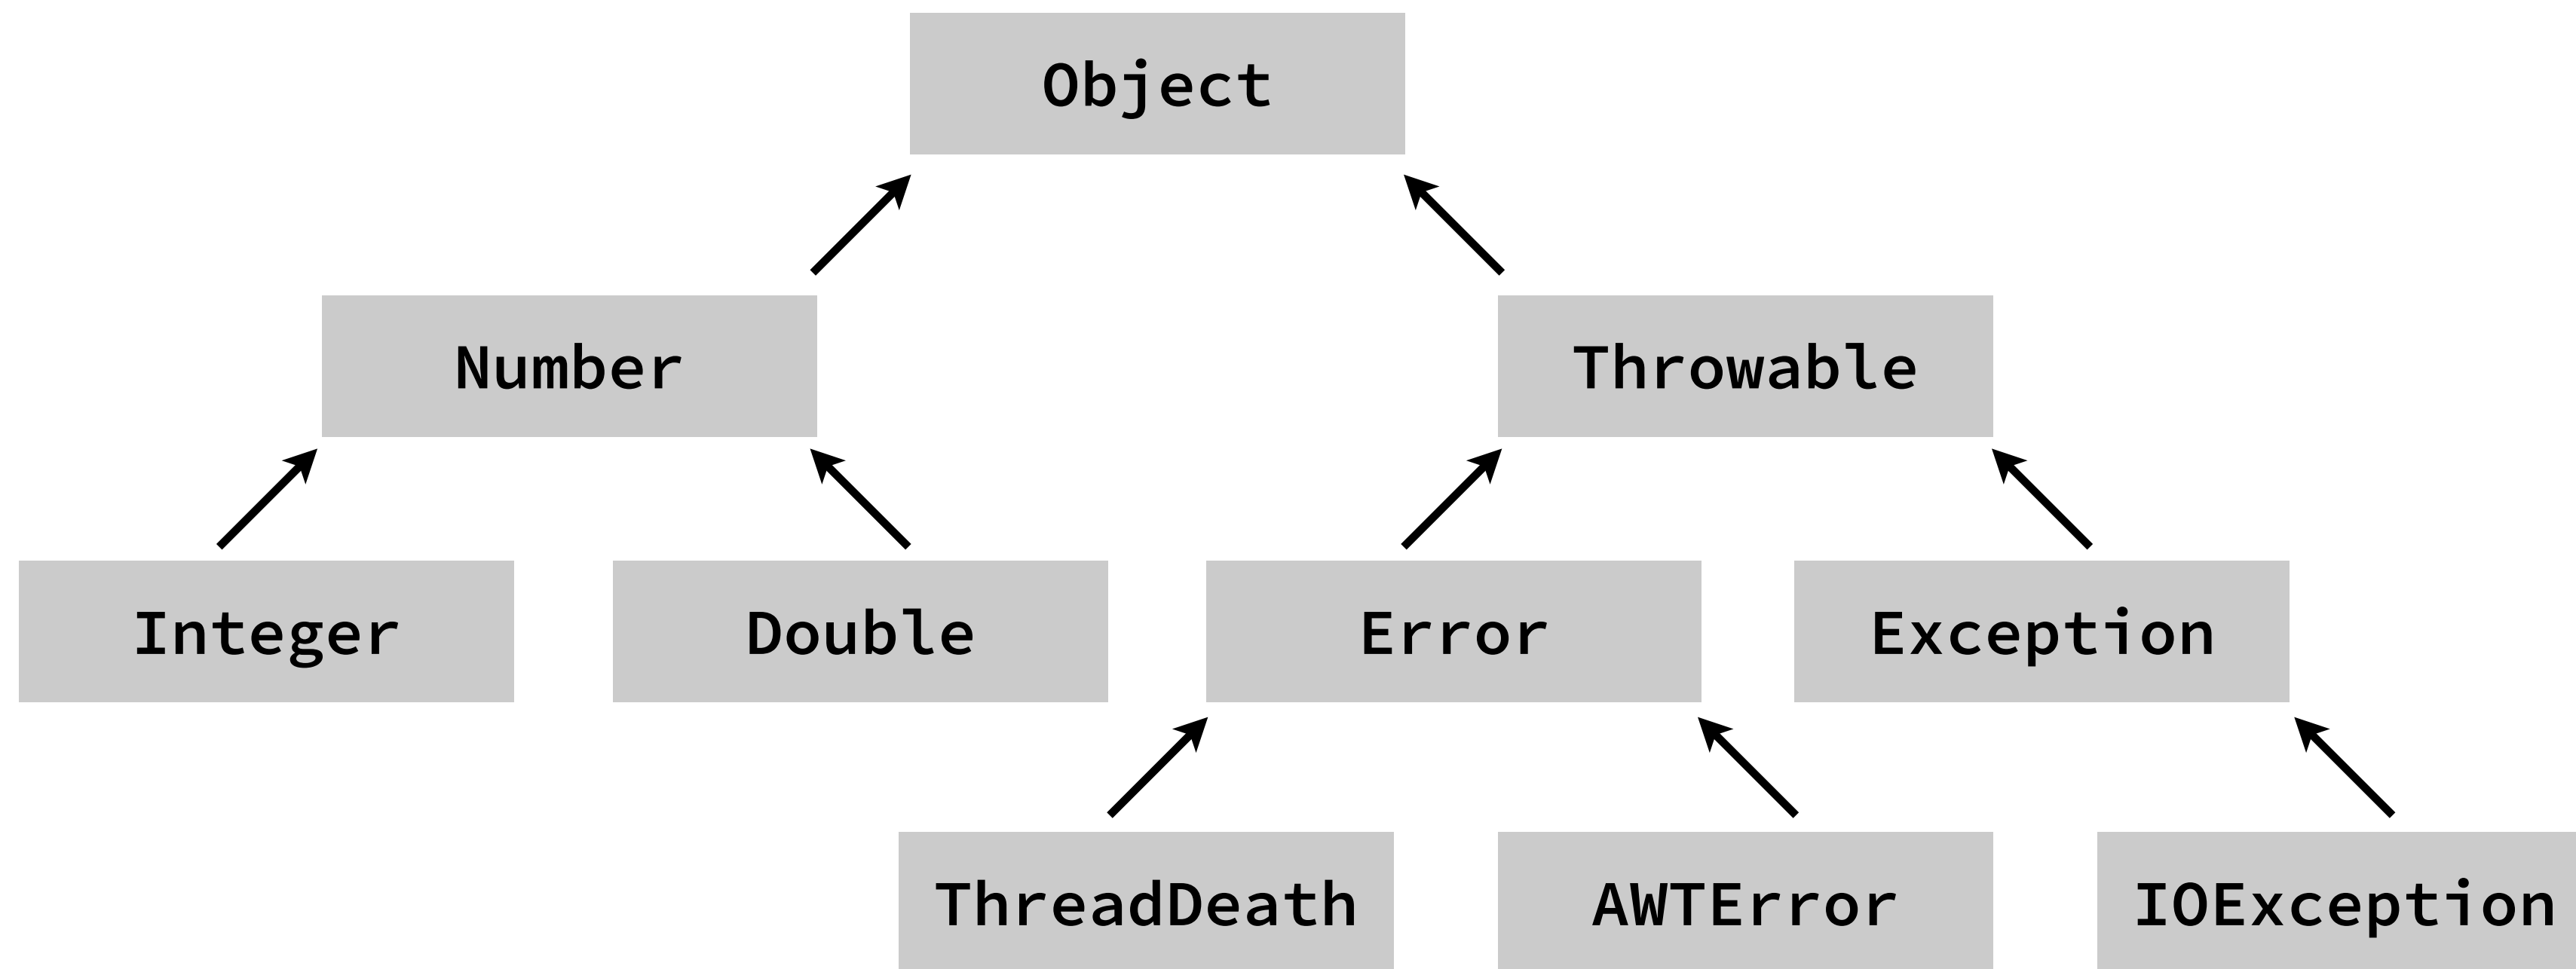 Object
Number
Throwable
Integer
Double
Error
Exception
ThreadDeath
AWTError
IOException